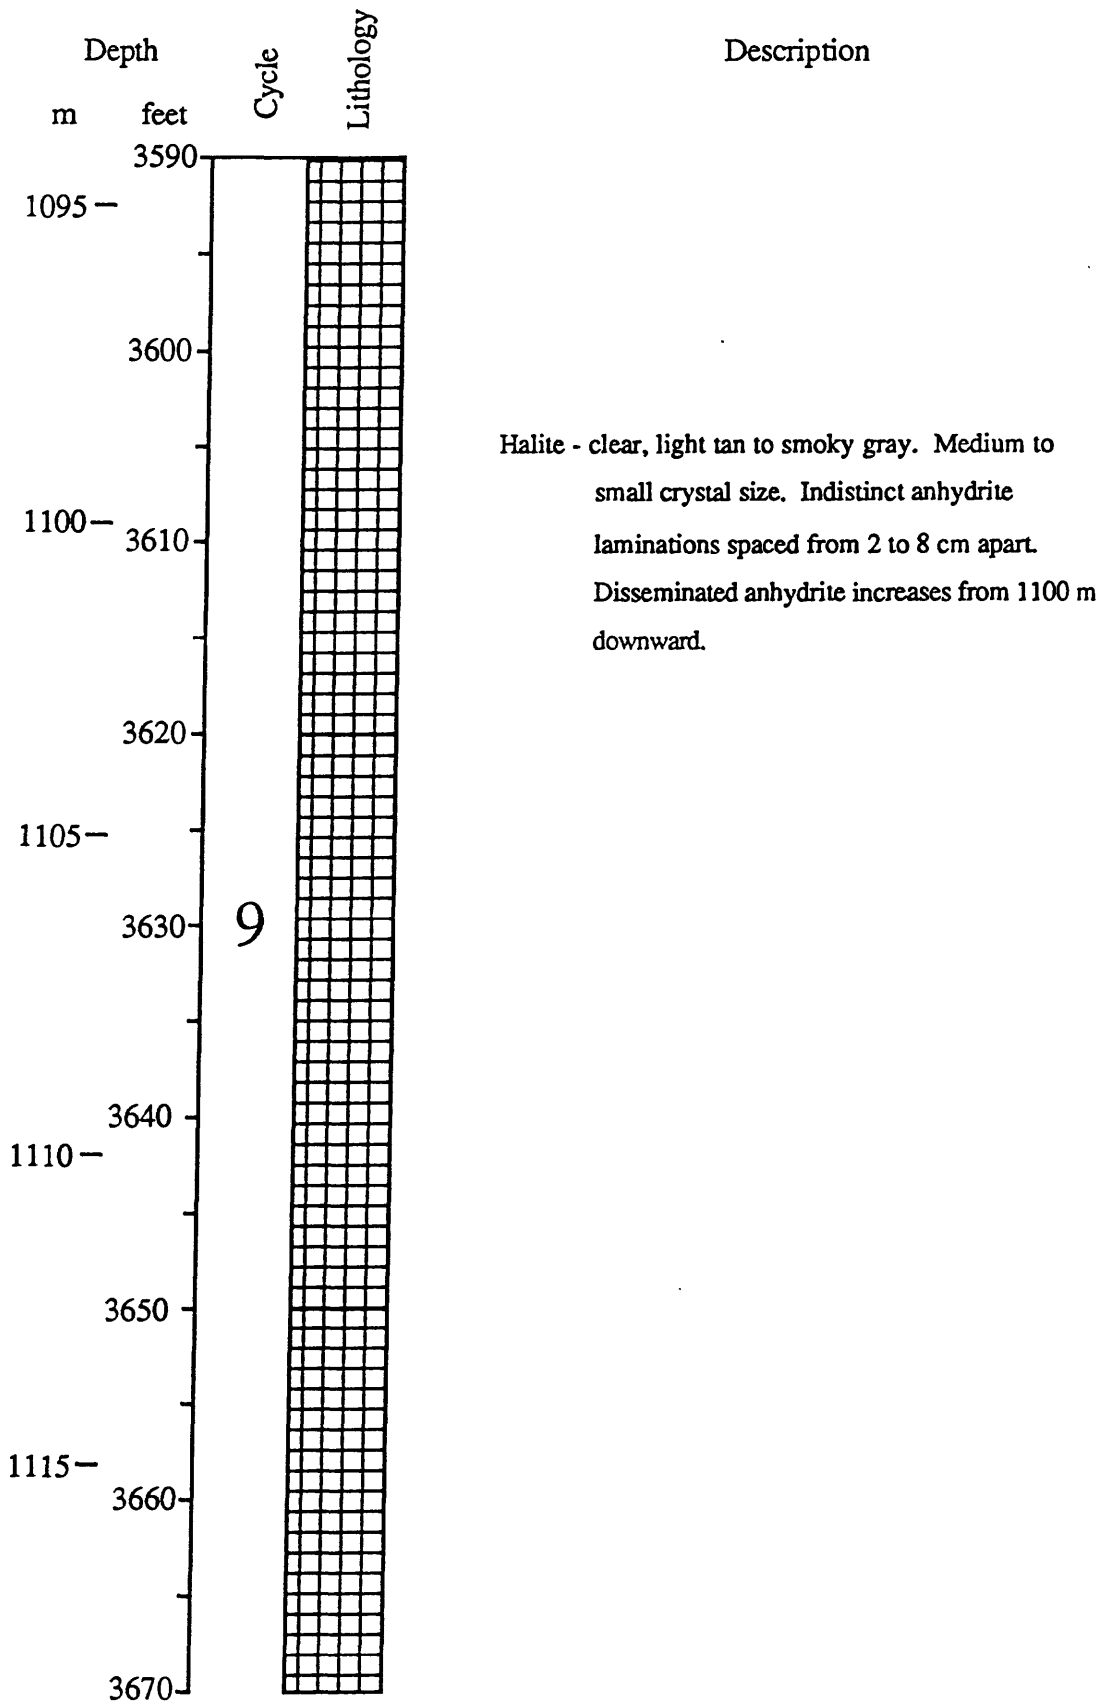 Depth
Cycle
Lithology
Description
m feet
3590
1095
3600
Halite - clear, light tan to smoky gray. Medium to
small crystal size. Indistinct anhydrite
1100
3610
laminations spaced from 2 to 8 cm apart.
Disseminated anhydrite increases from 1100 m
downward.
3620
1105
3630
9
3640
1110
3650
1115
3660
3670